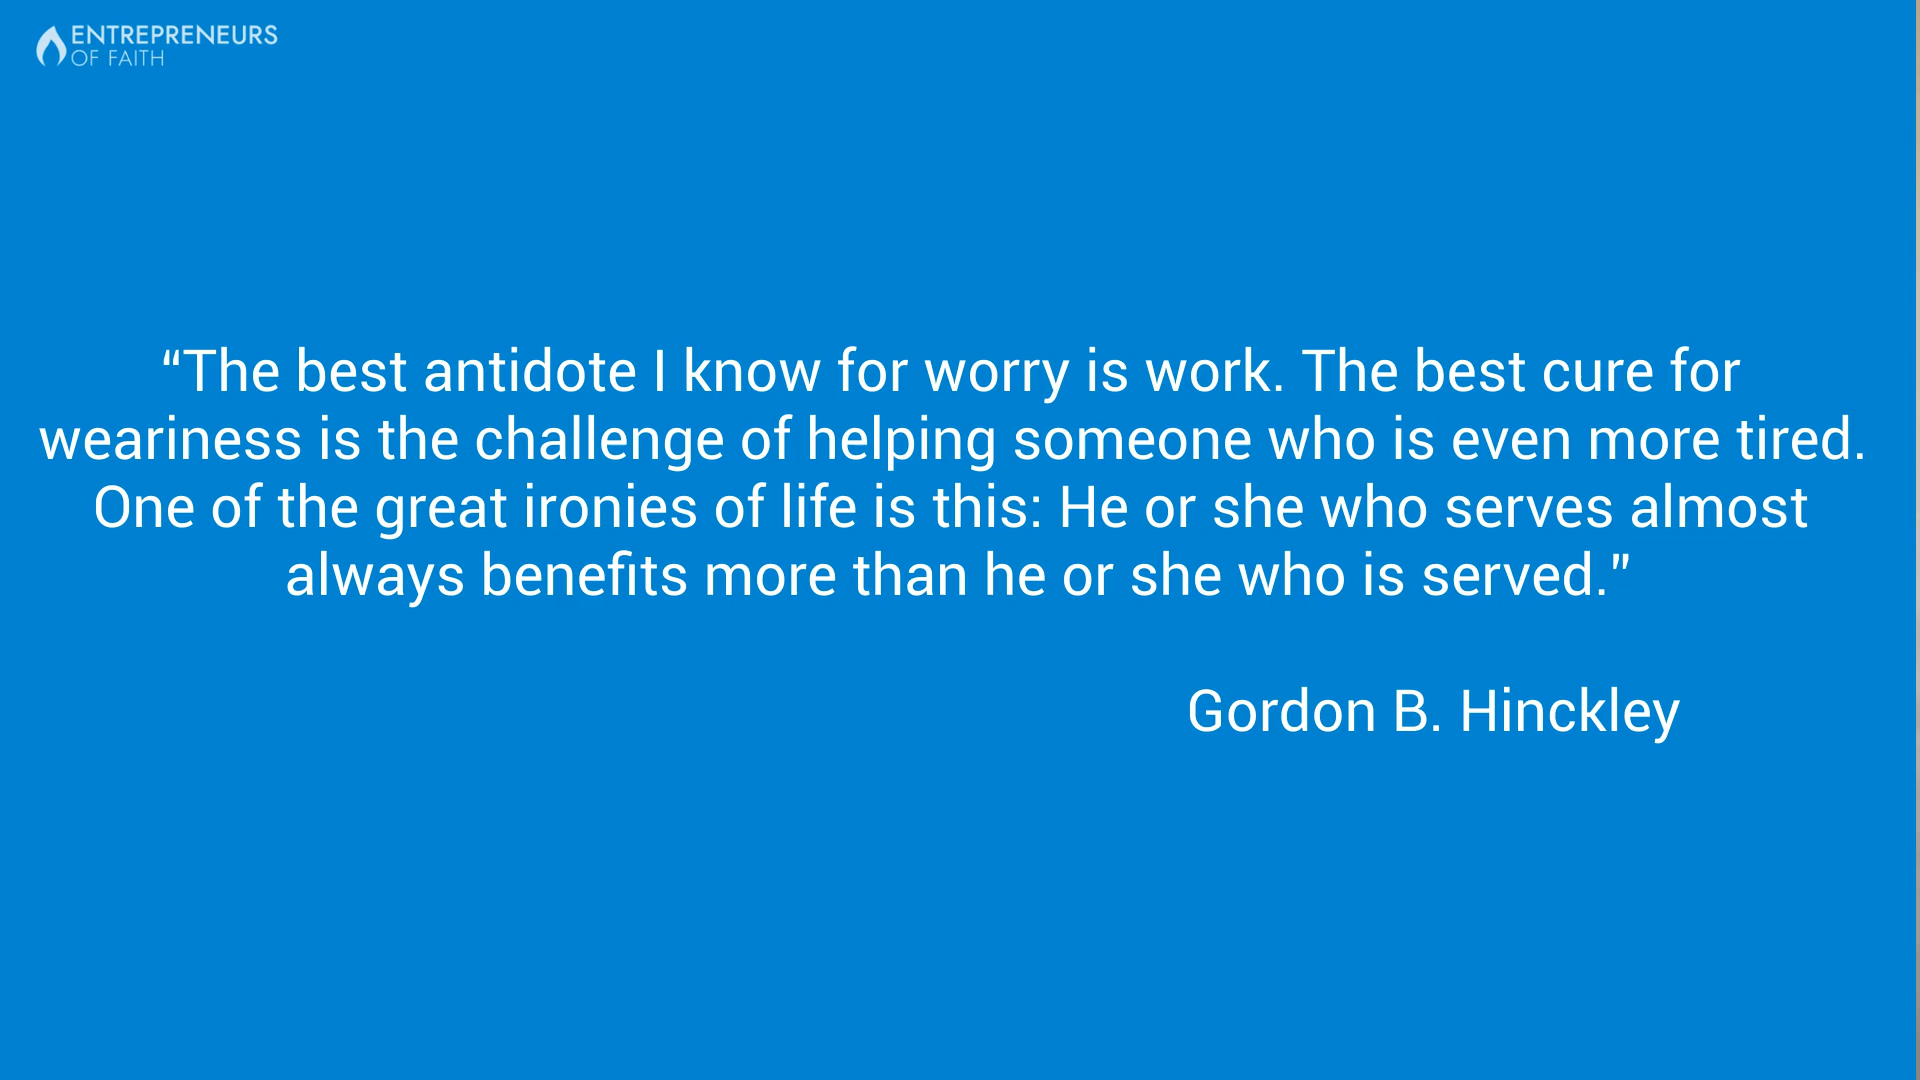 ENTREPRENEURS
OF FAITH
“The best antidote I know for worry is work. The best cure for
weariness is the challenge of helping someone who is even more tired.
One of the great ironies of life is this: He or she who serves almost
always benefits more than he or she who is served.”
Gordon B. Hinckley